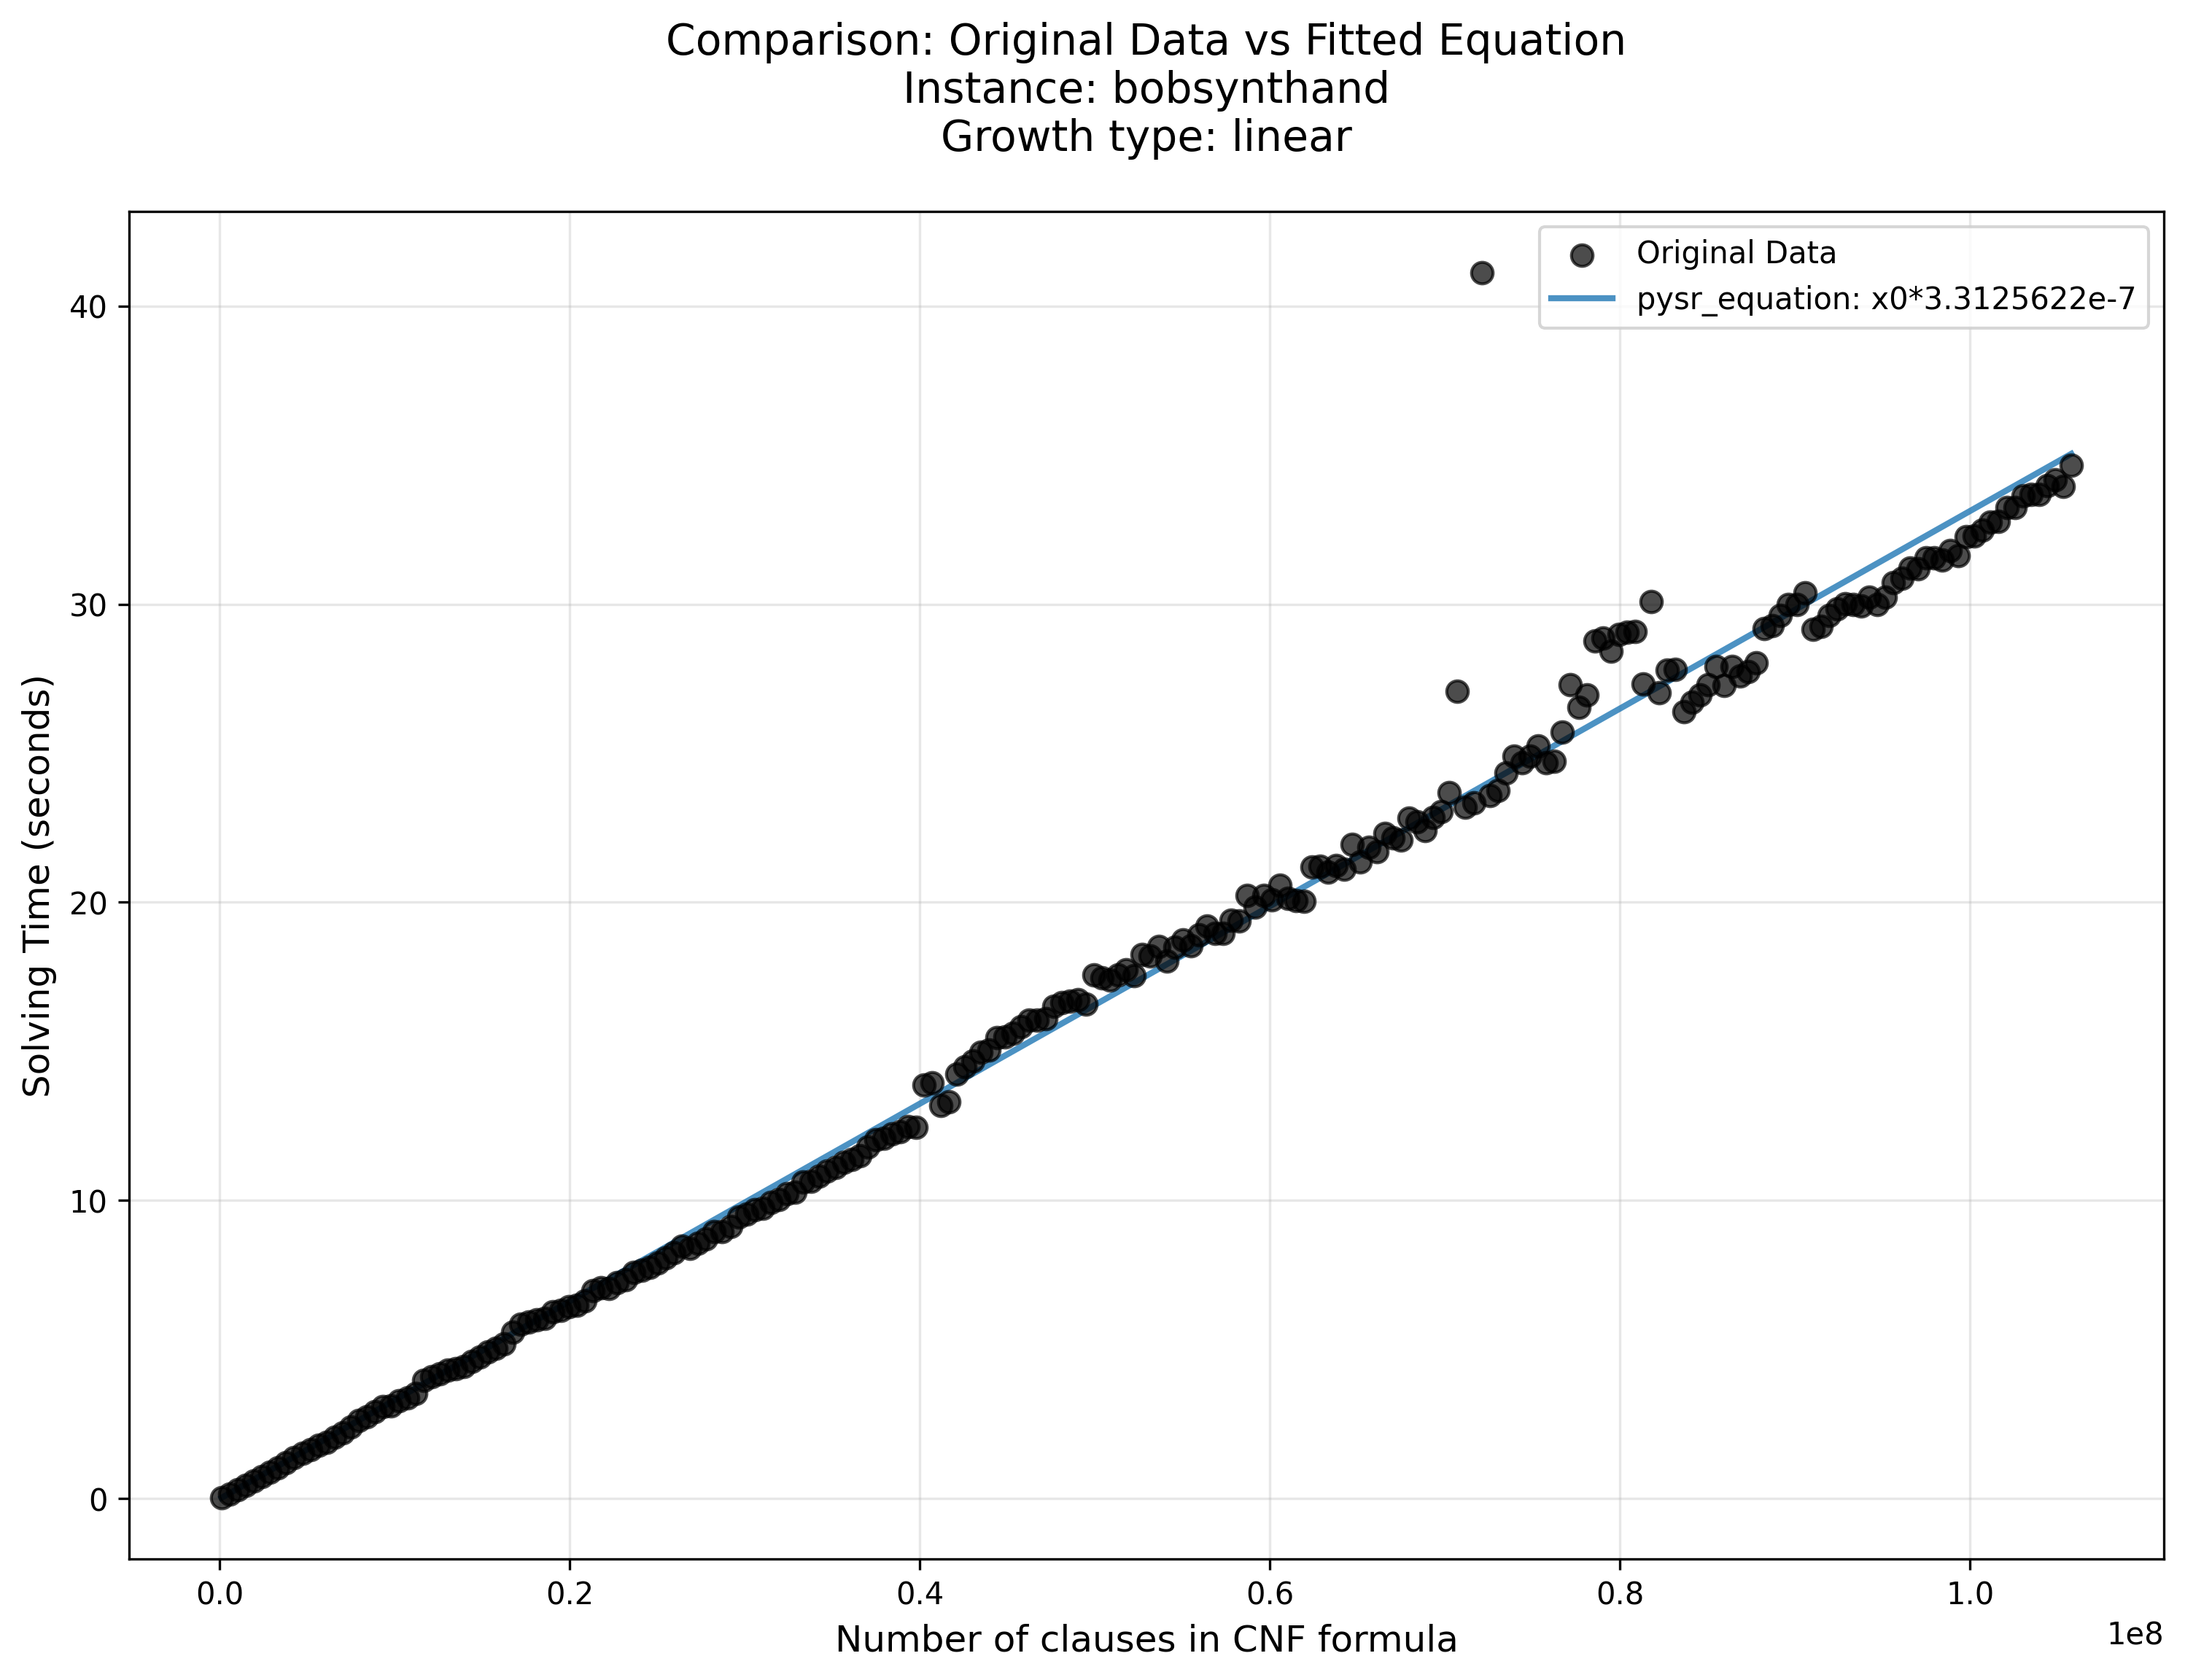 Comparison: Original Data vs Fitted Equation
Instance: bobsynthand
Growth type: linear
Original Data
pysr_equation: x0*3.3125622e-7
40
30
20
10
0
Solving Time (seconds)
0.0 0.2 0.4 0.6 0.8 1.0
1e8
Number of clauses in CNF formula